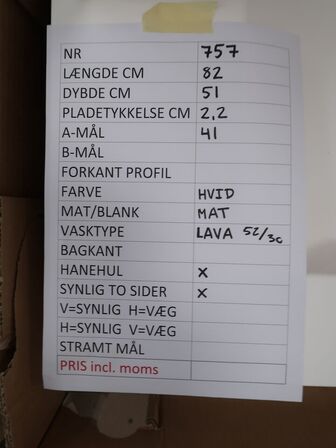 NR 757
LÆNGDE CM 82
DYBDE CM 51
PLADETYKKELSE CM 2,2
A-MÅL 41
B-MÅL
FORKANT PROFIL
FARVE HVID
MAT/BLANK MAT
VASKTYPE LAVA 52/30
BAGKANT
HANEHUL X
SYNLIG TO SIDER X
V=SYNLIG H=VÆG
H=SYNLIG V=VÆG
STRAMT MÅL
PRIS incl. moms